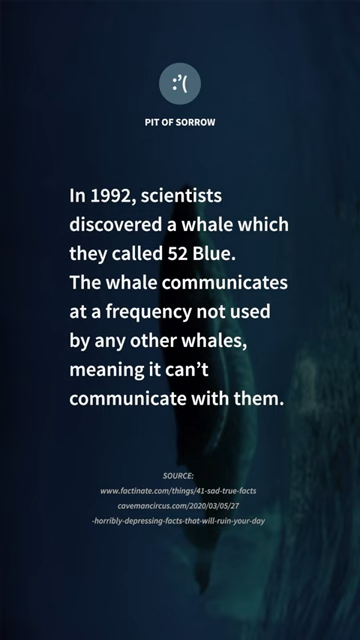 :’(
PIT OF SORROW
In 1992, scientists
discovered a whale which
they called 52 Blue.
The whale communicates
at a frequency not used
by any other whales,
meaning it can’t
communicate with them.
SOURCE:
www.factinate.com/things/41-sad-true-facts
cavemancircus.com/2020/03/05/27
-horribly-depressing-facts-that-will-ruin-your-day